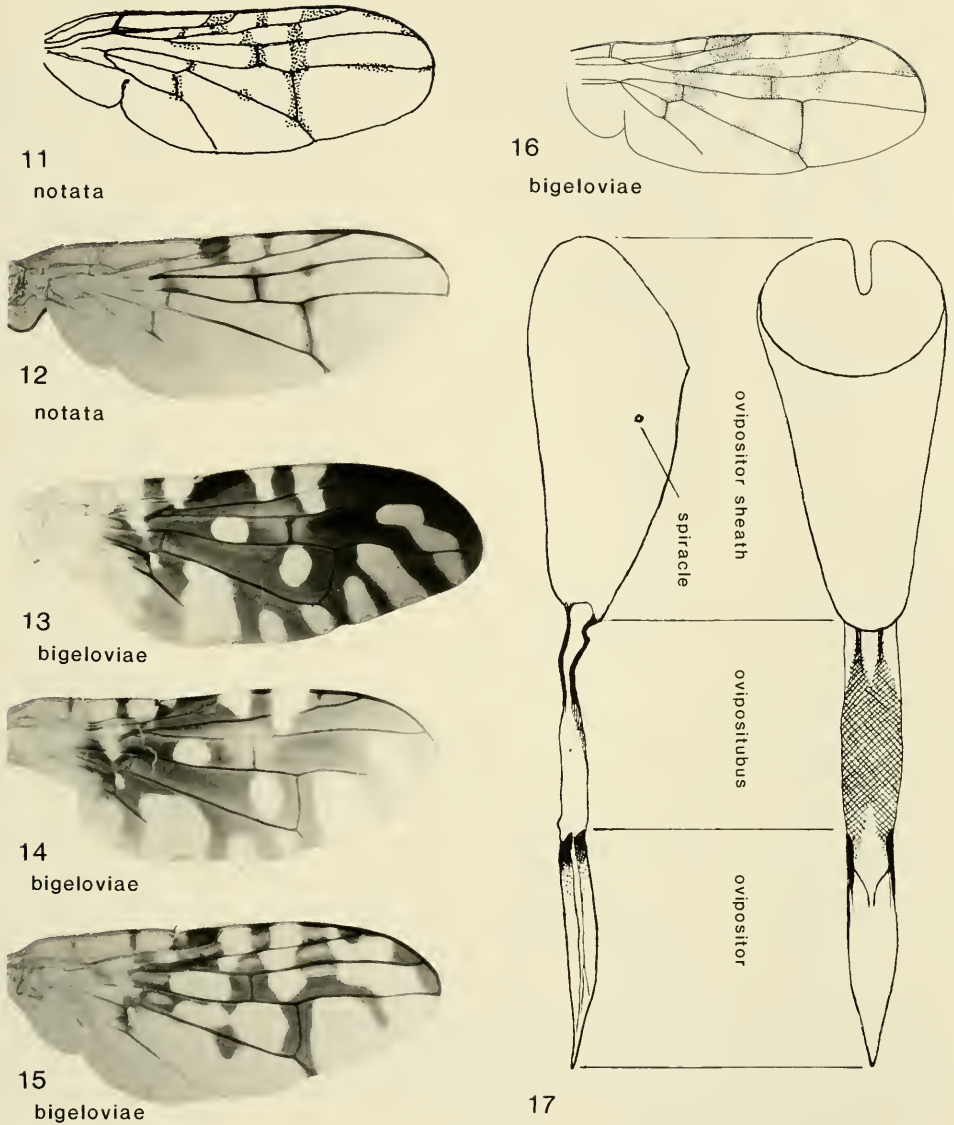 11
notata
12
notata
13
bigeloviae
14
bigeloviae
15
bigeloviae
16
bigeloviae
ovipositor sheath
spiracle
ovipositubus
ovipositor
17